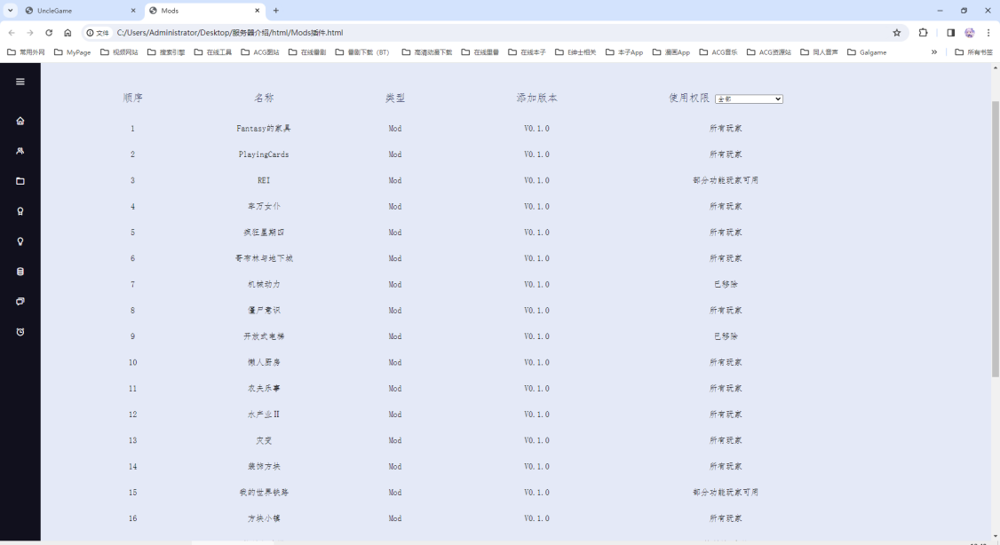 UncleGame
Mods
文件 C:/Users/Administrator/Desktop/服务器介绍/html/Mods插件.html
常用外网 MyPage 视频网站 搜索引擎 在线工具 ACG图站 在线番剧 番剧下载（BT） 高清动漫下载 在线里番 在线本子 E绅士相关 本子App 漫画App ACG音乐 ACG资源站 同人音声 Galgame » 所有书签
顺序 名称 类型 添加版本 使用权限 全部
1 Fantasy的家具 Mod V0.1.0 所有玩家
2 PlayingCards Mod V0.1.0 所有玩家
3 REI Mod V0.1.0 部分功能玩家可用
4 车万女仆 Mod V0.1.0 所有玩家
5 疯狂星期四 Mod V0.1.0 所有玩家
6 哥布林与地下城 Mod V0.1.0 所有玩家
7 机械动力 Mod V0.1.0 已移除
8 僵尸意识 Mod V0.1.0 所有玩家
9 开放式电梯 Mod V0.1.0 已移除
10 懒人厨房 Mod V0.1.0 所有玩家
11 农夫乐事 Mod V0.1.0 所有玩家
12 水产业Ⅱ Mod V0.1.0 所有玩家
13 灾变 Mod V0.1.0 所有玩家
14 装饰方块 Mod V0.1.0 所有玩家
15 我的世界铁路 Mod V0.1.0 部分功能玩家可用
16 方块小镇 Mod V0.1.0 所有玩家